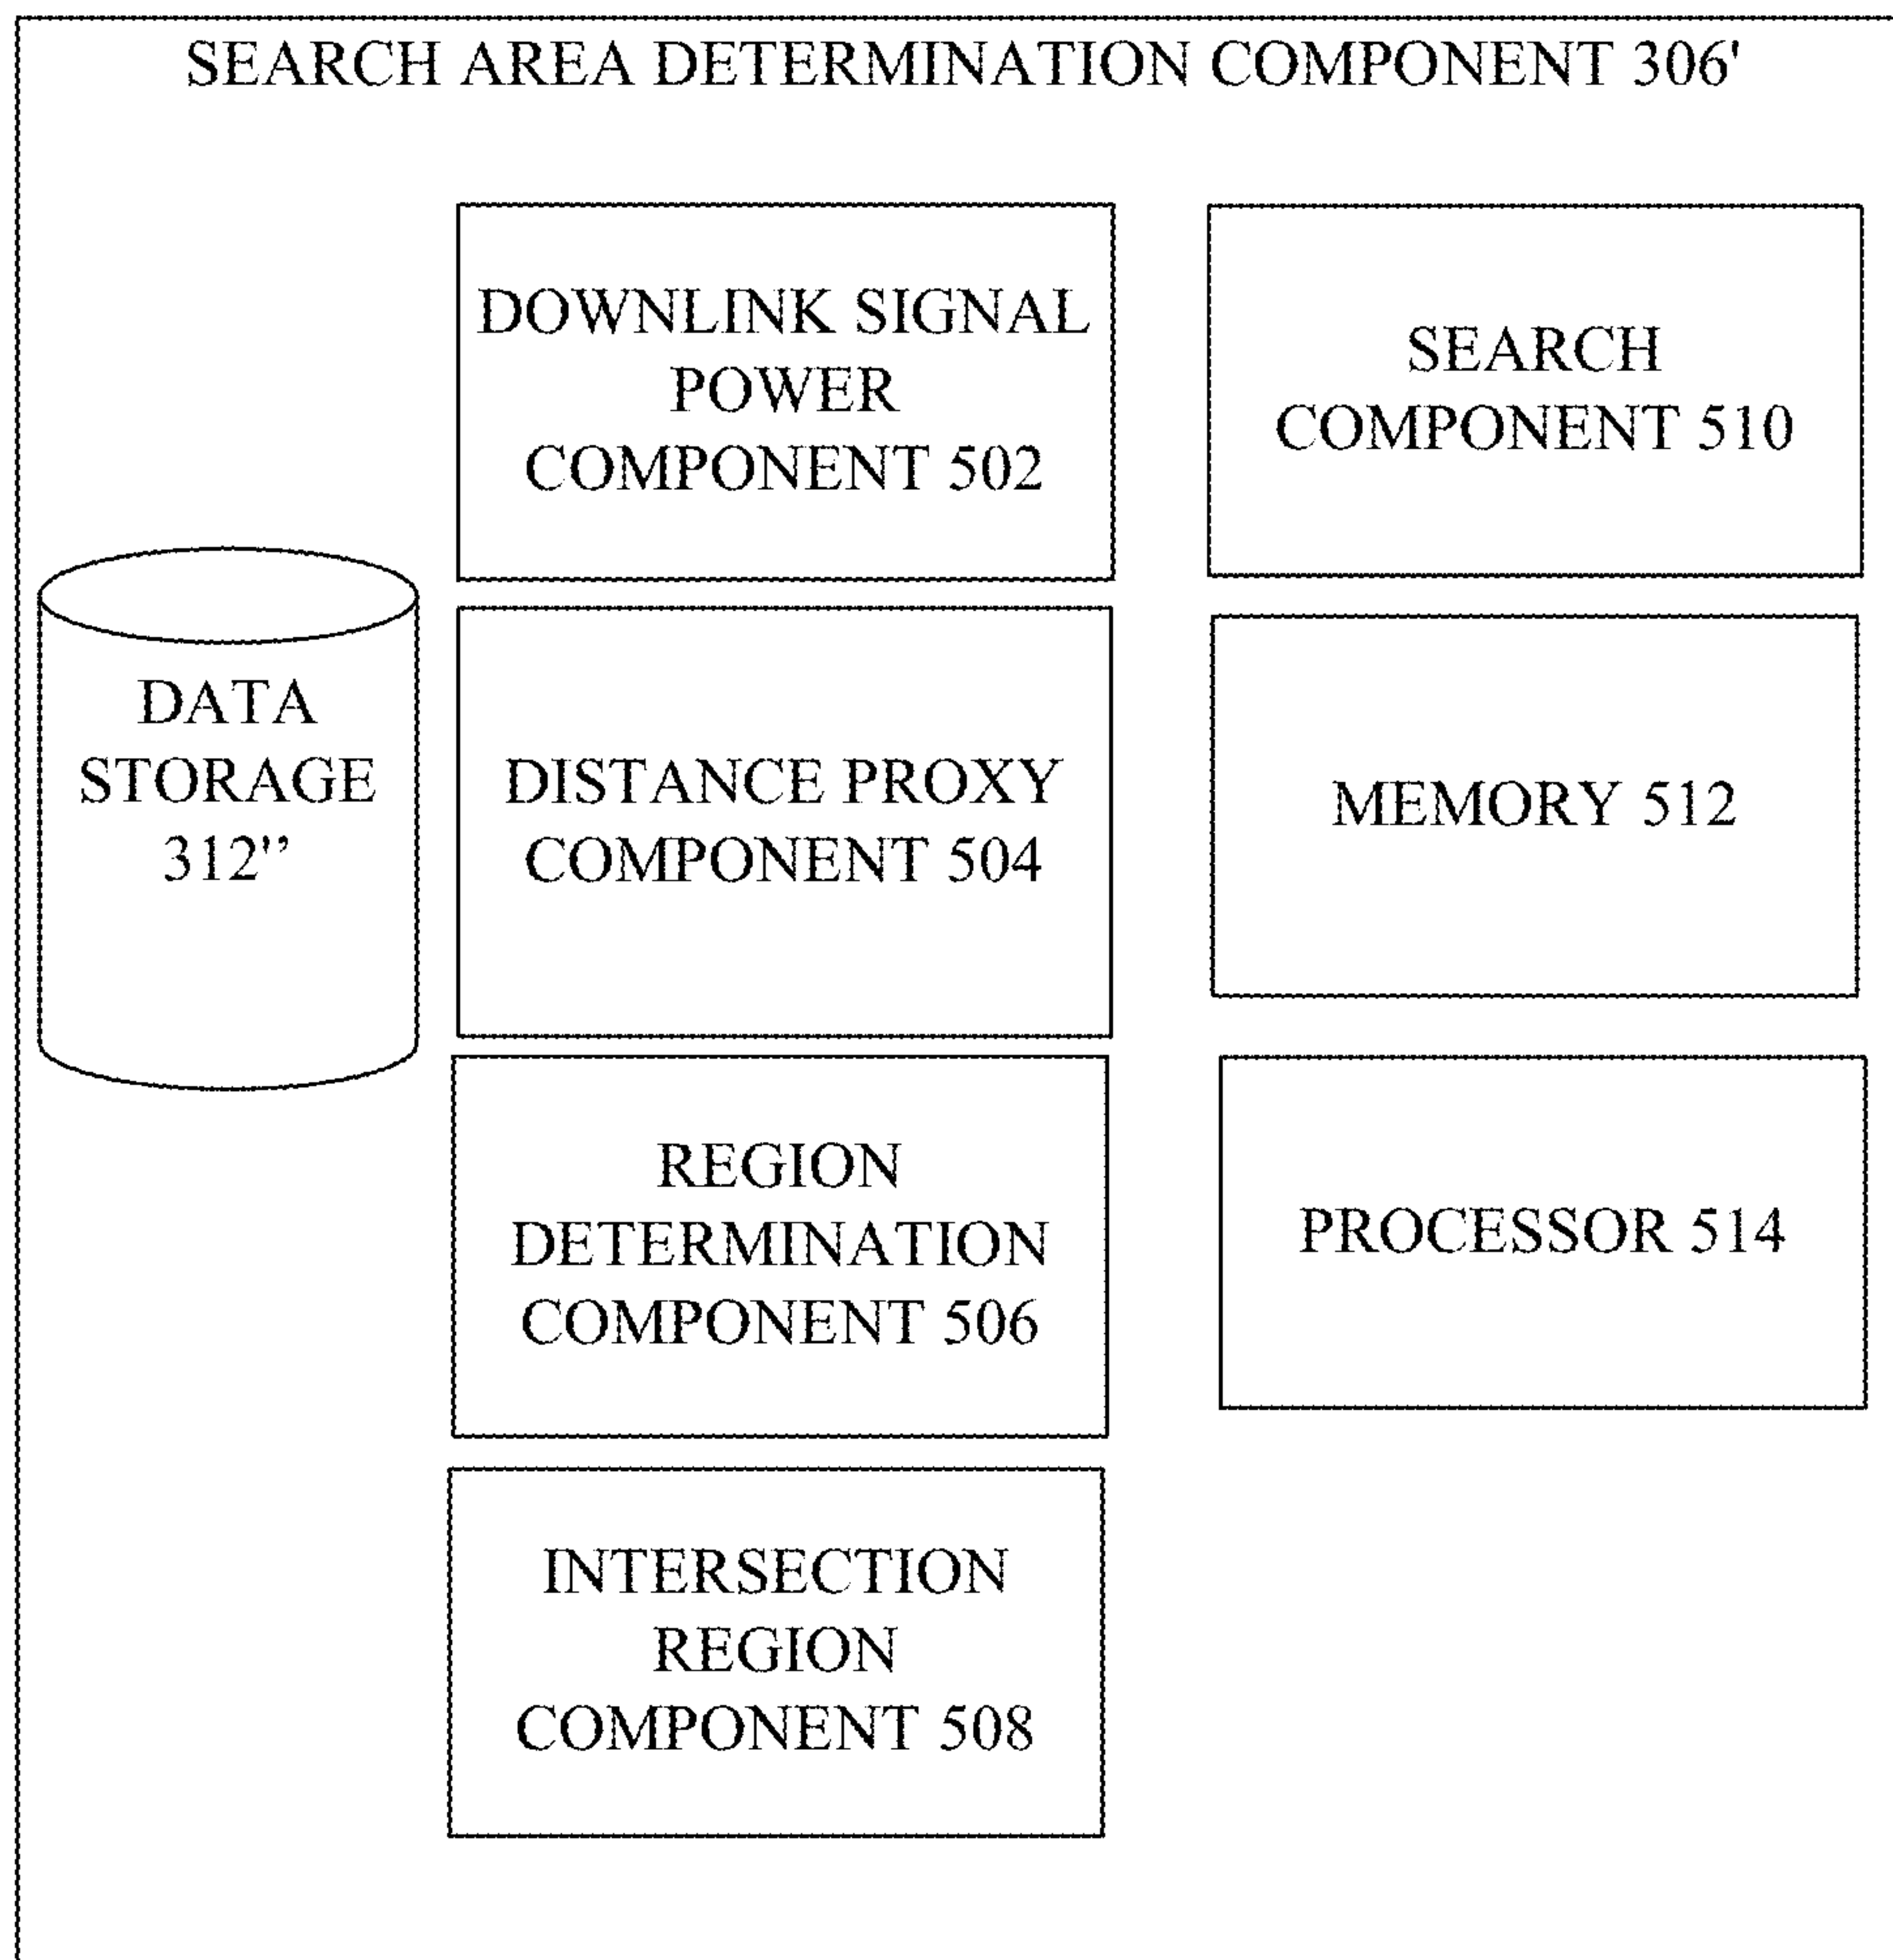 SEARCH AREA DETERMINATION COMPONENT 306'
DOWNLINK SIGNAL
POWER
COMPONENT 502
SEARCH
COMPONENT 510
DATA
STORAGE
312'’
DISTANCE PROXY
COMPONENT 504
MEMORY 512
REGION
DETERMINATION
COMPONENT 506
PROCESSOR 514
INTERSECTION
REGION
COMPONENT 508